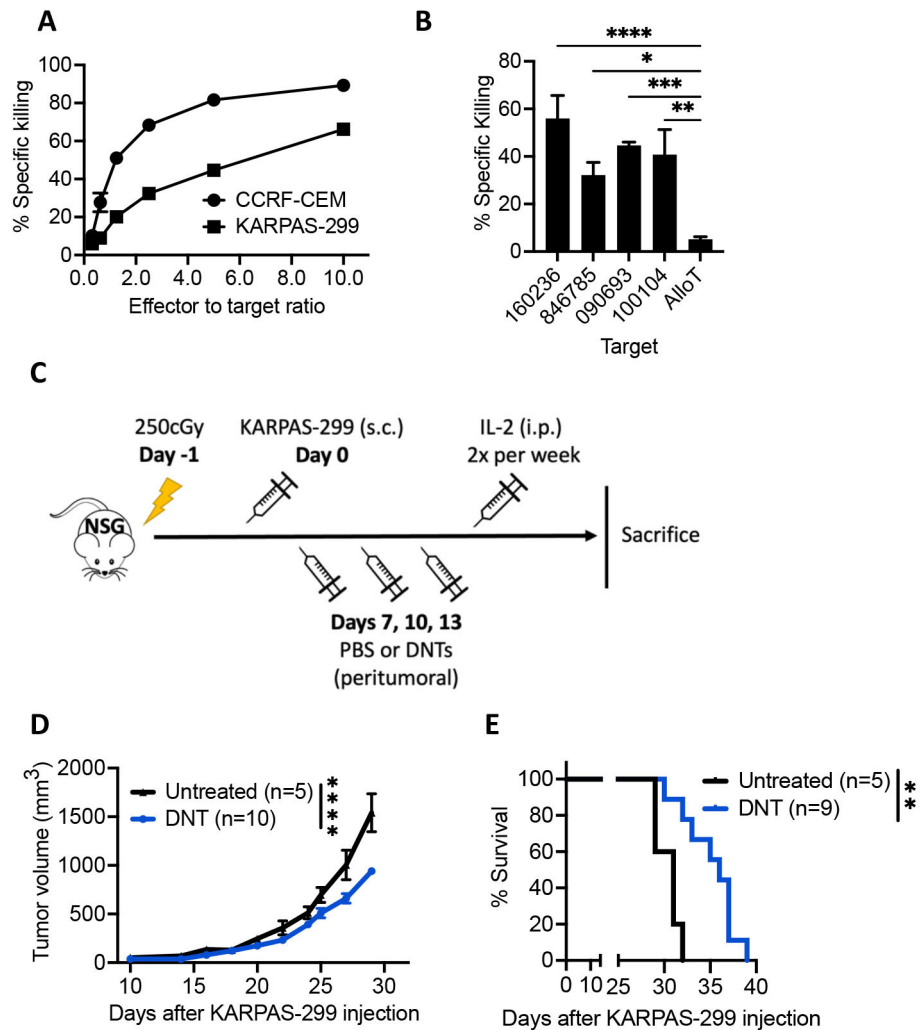 A
% Specific killing
100
80
60
40
20
0
0.0 2.0 4.0 6.0 8.0 10.0
CCRF-CEM
KARPAS-299
Effector to target ratio
B
% Specific Killing
80
60
40
20
0
****
*
***
**
160236
846785
090693
100104
AlloT
Target
C
250cGy
Day -1
KARPAS-299 (s.c.)
Day 0
IL-2 (i.p.)
2x per week
NSG
Sacrifice
Days 7, 10, 13
PBS or DNTs
(peritumoral)
D
Tumor volume (mm3)
2000
1500
1000
500
0
10 15 20 25 30
Untreated (n=5)
DNT (n=10)
****
Days after KARPAS-299 injection
E
% Survival
100
80
60
40
20
0
0 10 25 30 35 40
Untreated (n=5)
DNT (n=9)
**
Days after KARPAS-299 injection